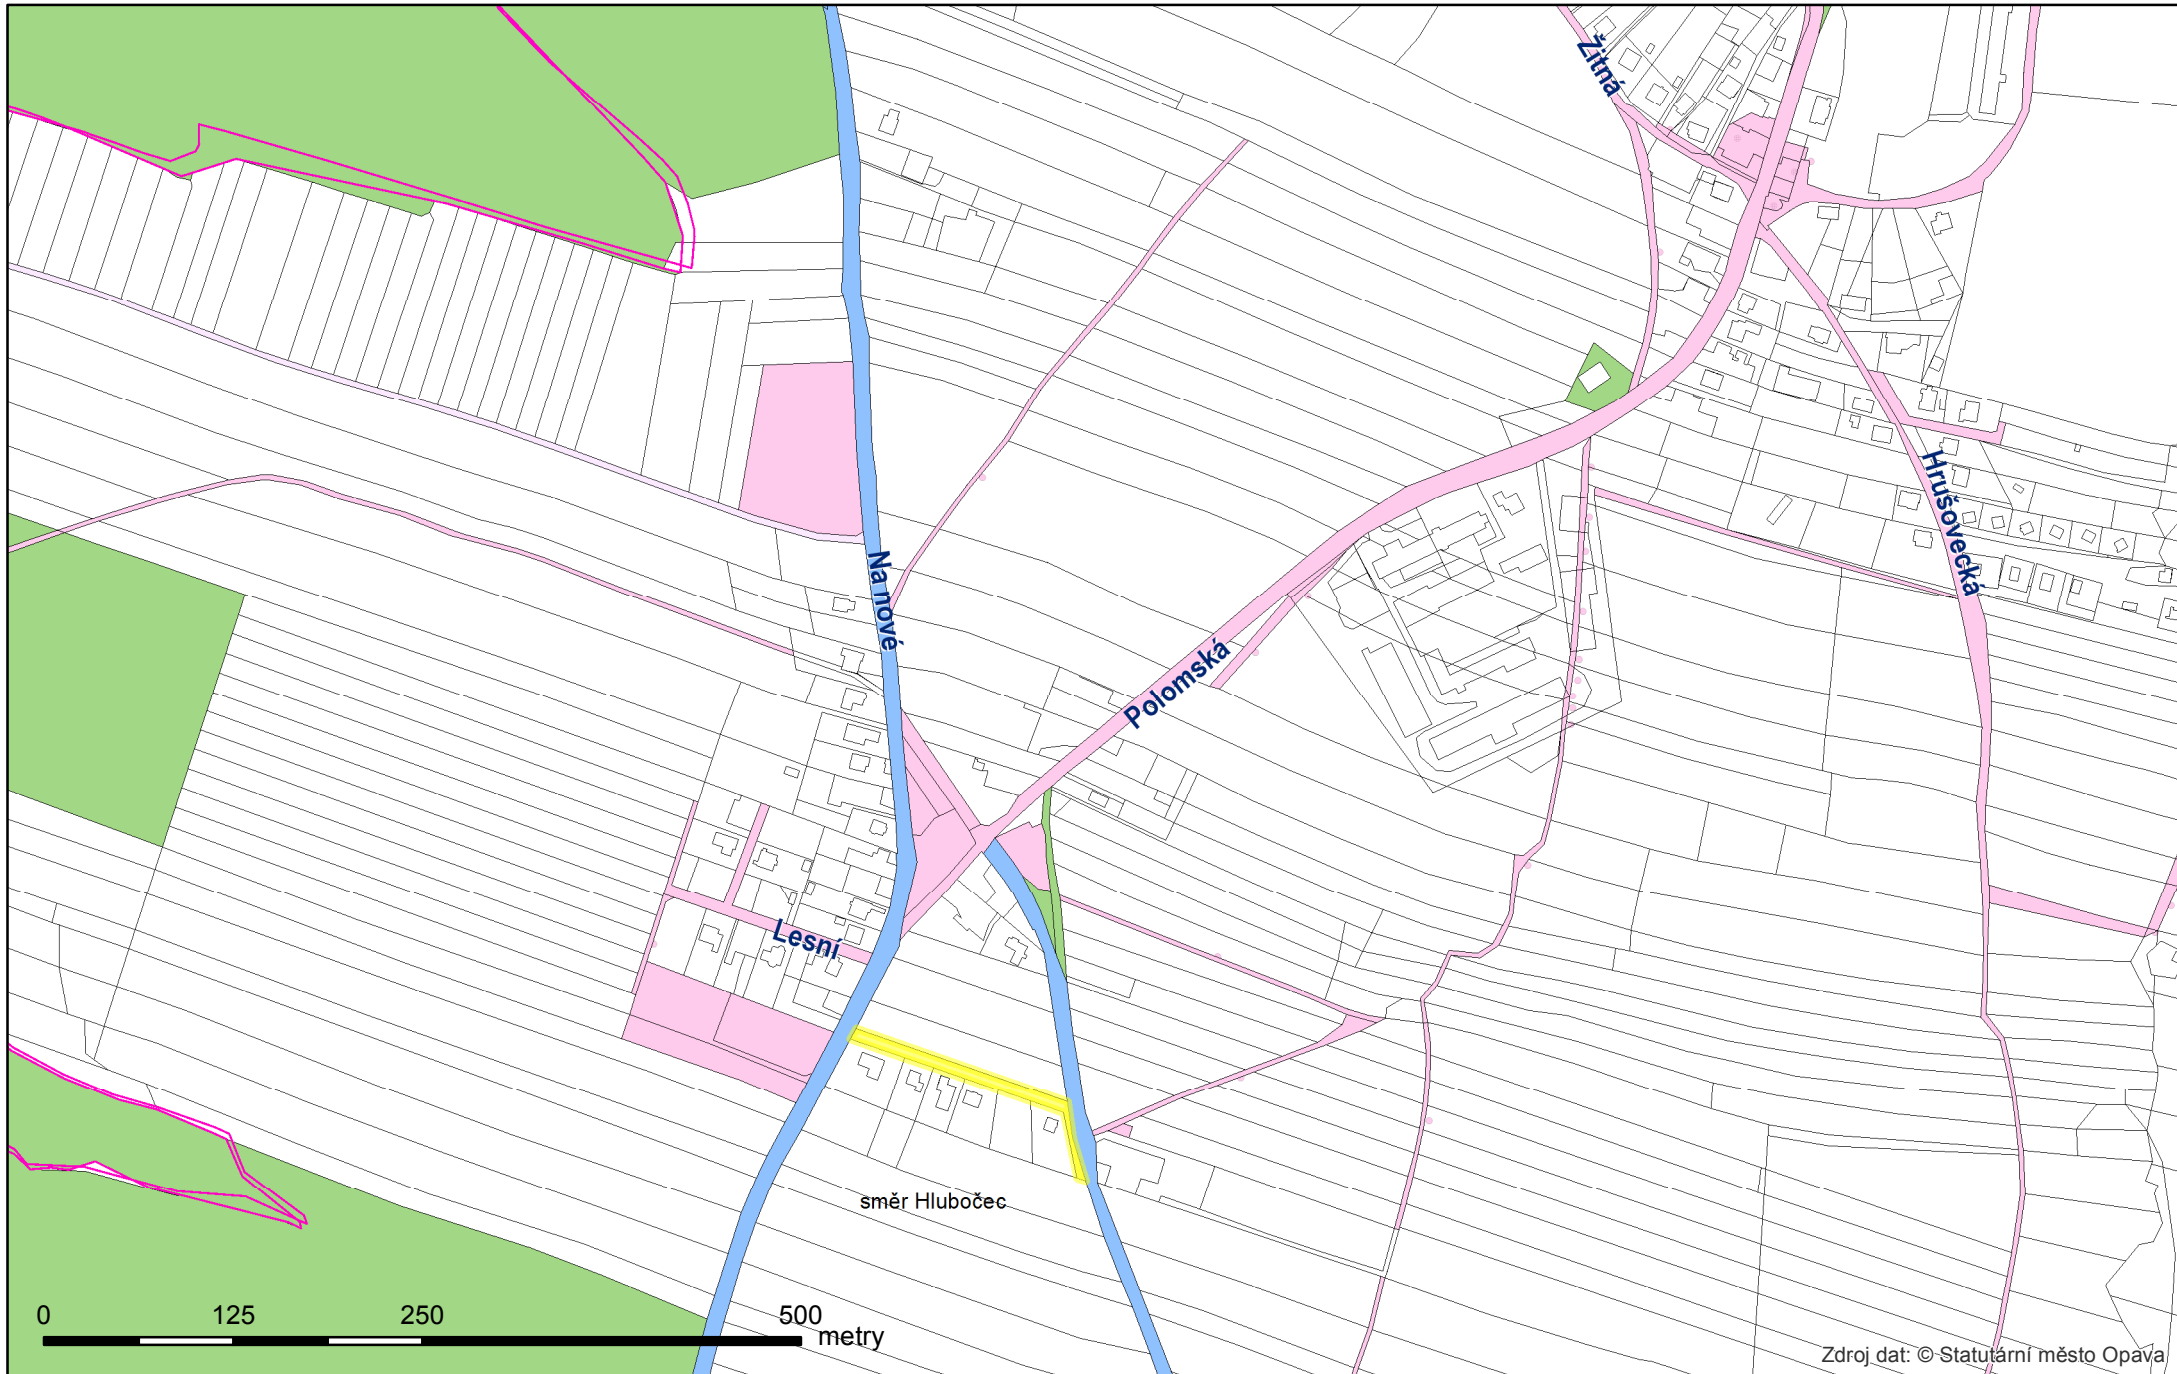 Žitná
Hrušovecká
Na nové
Polomská
Lesní
směr Hlubočec
0 125 250 500
metry
Zdroj dat: © Statutární město Opava